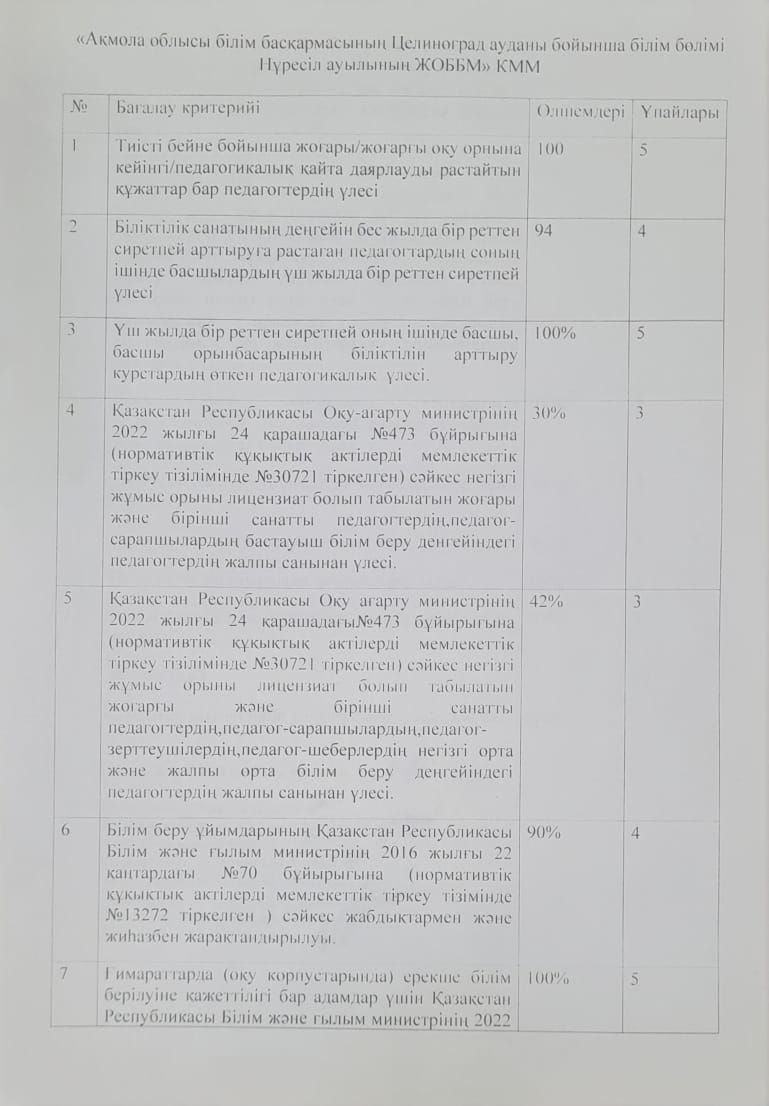 «Ақмола облысы білім басқармасының Целиноград ауданы бойынша білім бөлімі
Нұресіл ауылының ЖОББМ» КММ
№ Бағалау критерийі Өлшемдері Ұпайлары
1 Тиісті бейне бойынша жоғары/жоғарғы оқу орнына 100 5
кейінгі/педагогикалық қайта даярлауды растайтын
құжаттар бар педагогтердің үлесі
2 Біліктілік санатының деңгейін бес жылда бір реттен 94 4
сиретпей арттыруға растаған педагогтардың соның
ішінде басшылардың үш жылда бір реттен сиретпей
үлесі
3 Үш жылда бір реттен сиретпей оның ішінде басшы, 100% 5
басшы орынбасарының біліктілін арттыру
курстардың өткен педагогикалық үлесі.
4 Қазақстан Республикасы Оқу-ағарту министрінің 30% 3
2022 жылғы 24 қарашадағы №473 бұйрығына
(нормативтік құқықтық актілерді мемлекеттік
тіркеу тізілімінде №30721 тіркелген) сәйкес негізгі
жұмыс орыны лицензиат болып табылатын жоғары
және бірінші санатты педагогтердің,педагог-
сарапшылардың бастауыш білім беру денгейіндегі
педагогтердің жалпы санынан үлесі.
5 Қазақстан Республикасы Оқу ағарту министрінің 42% 3
2022 жылғы 24 қарашадағы№473 бұйырығына
(нормативтік құқықтық актілерді мемлекеттік
тіркеу тізілімінде №30721 тіркелген) сәйкес негізгі
жұмыс орыны лицензиат болып табылатын
жоғарғы және бірінші санатты
педагогтердің,педагог-сарапшылардың,педагог-
зерттеушілердің,педагог-шеберлердің негізгі орта
және жалпы орта білім беру деңгейіндегі
педагогтердің жалпы санынан үлесі.
6 Білім беру ұйымдарының Қазақстан Республикасы 90% 4
Білім және ғылым министрінің 2016 жылғы 22
қаңтардағы №70 бұйырығына (нормативтік
құқықтық актілерді мемлекеттік тіркеу тізімінде
№13272 тіркелген ) сәйкес жабдықтармен және
жиһазбен жарақтандырылуы.
7 Ғимараттарда (оқу корпустарында) ерекше білім 100% 5
берілуіне қажеттілігі бар адамдар үшін Қазақстан
Республикасы Білім және ғылым министрінің 2022